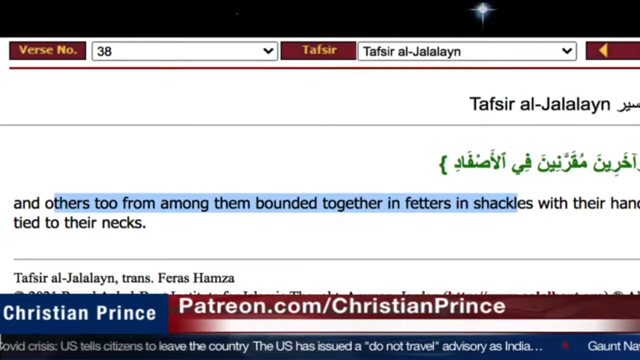 Verse No. 38 Tafsir Tafsir al-Jalalayn
Tafsir al-Jalalayn
آخَرِينَ مُقَرَّنِينَ فِي ٱلأَصْفَادِ }
and others too from among them bounded together in fetters in shackles with their hand
tied to their necks.
Tafsir al-Jalalayn, trans. Feras Hamza
Christian Prince
Patreon.com/ChristianPrince
ovid crisis: US tells citizens to leave the country The US has issued a "do not travel" advisory as India... Gaunt Na